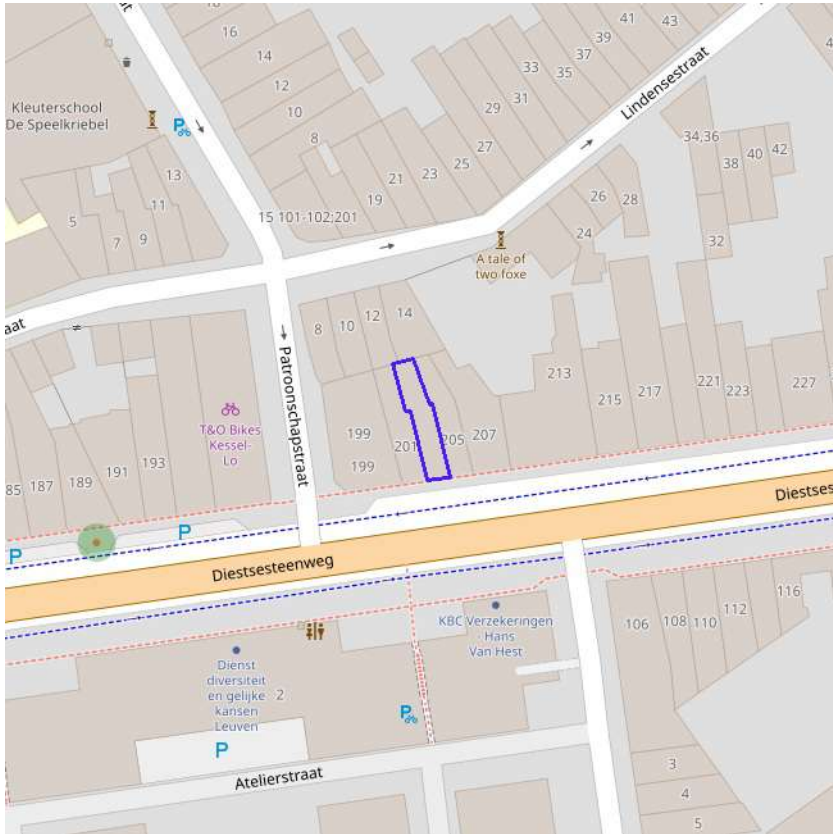 16
14
12
10
8
13
11
5
7
9
Kleuterschool
De Speelkriebel
41
43
39
37
33
35
31
29
27
25
23
21
19
15 101-102;201
Lindensestraat
34,36
38
40
42
26
28
24
32
A tale of
two foxe
8
10
12
14
Patroonschapstraat
T&O Bikes
Kessel-
Lo
85
187
189
191
193
199
199
201
205
207
213
215
217
221
223
227
P
P
P
Diestsesteenweg
Diestses
KBC Verzekeringen
Hans
Van Hest
Dienst
diversiteit
en gelijke
kansen
Leuven
2
P
P
Atelierstraat
106
108
110
112
116
3
4
5